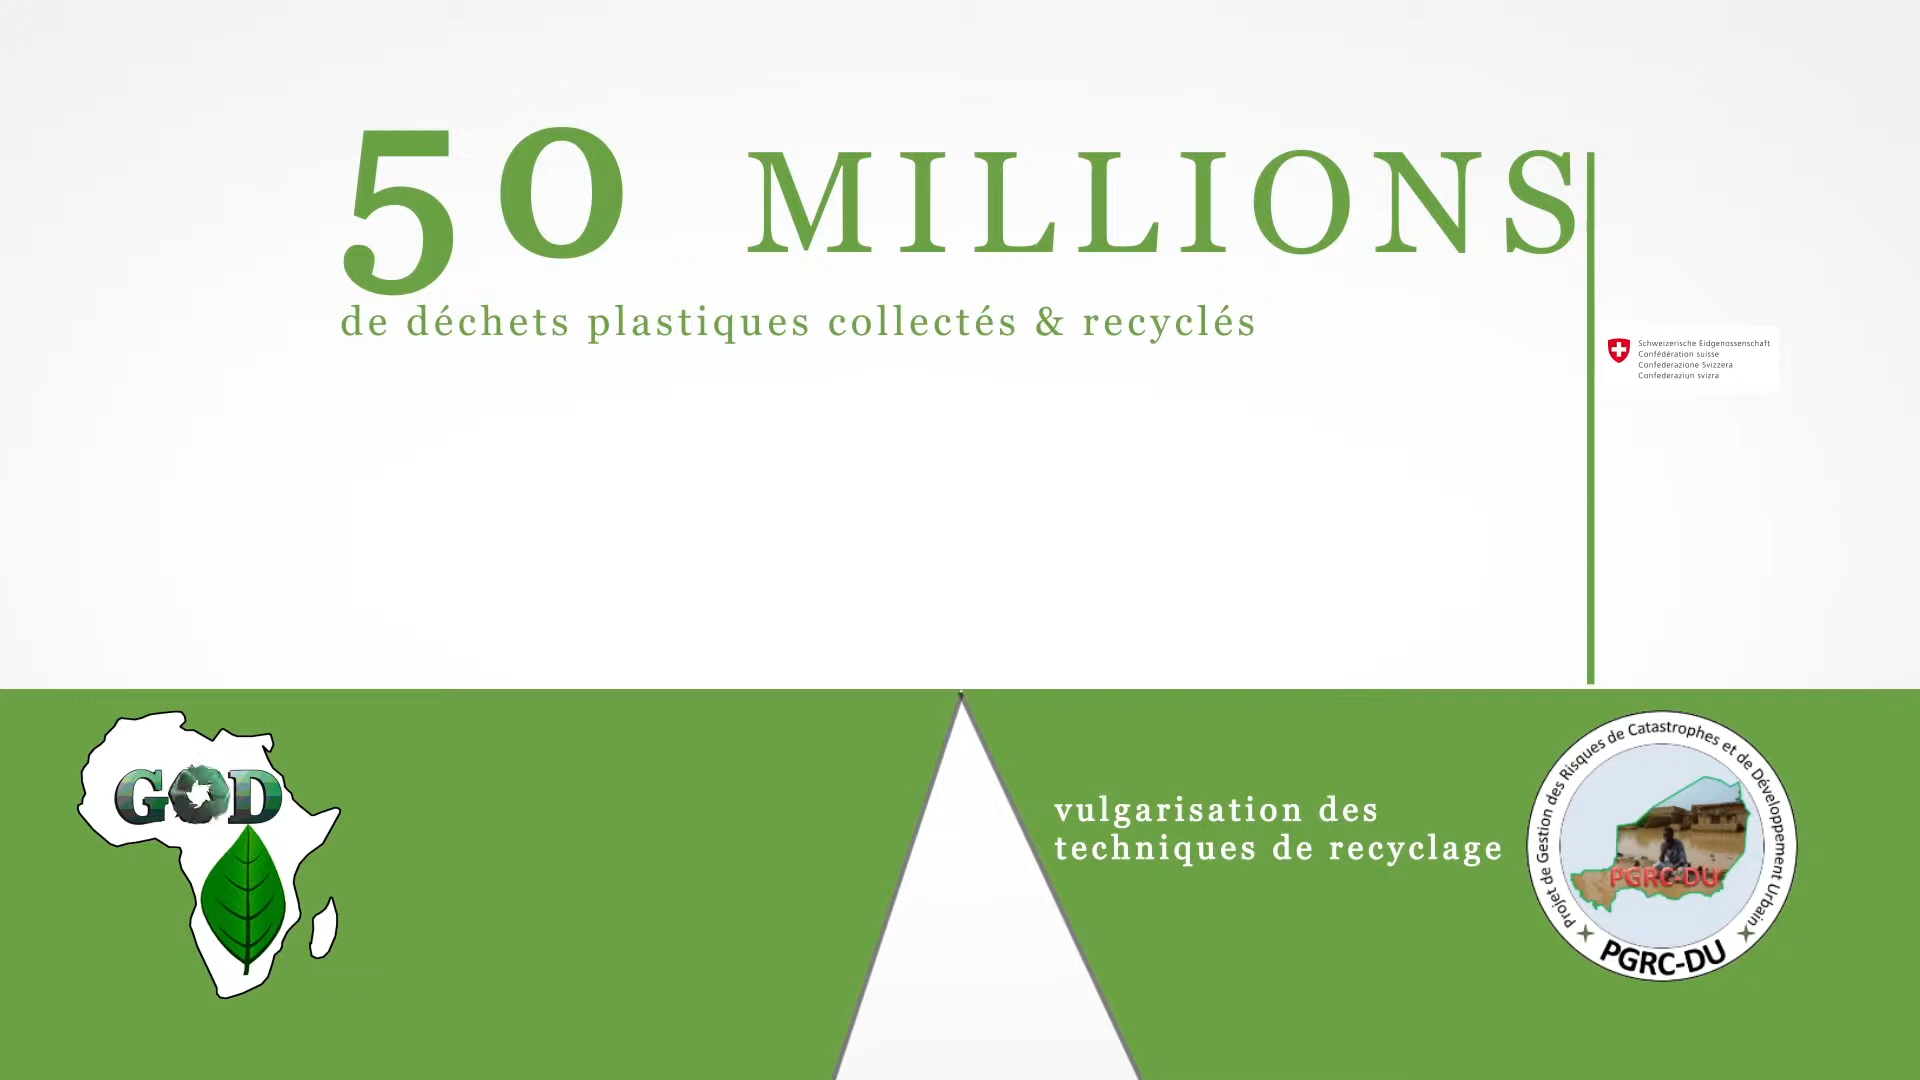 50 MILLIONS
de déchets plastiques collectés & recyclés
Schweizerische Eidgenossenschaft
Confédération suisse
Confederazione Svizzera
Confederaziun svizra
GOD
vulgarisation des
techniques de recyclage
Projet de Gestion des Risques de Catastrophes et de Développement Urbain
PGRC-DU
PGRC-DU